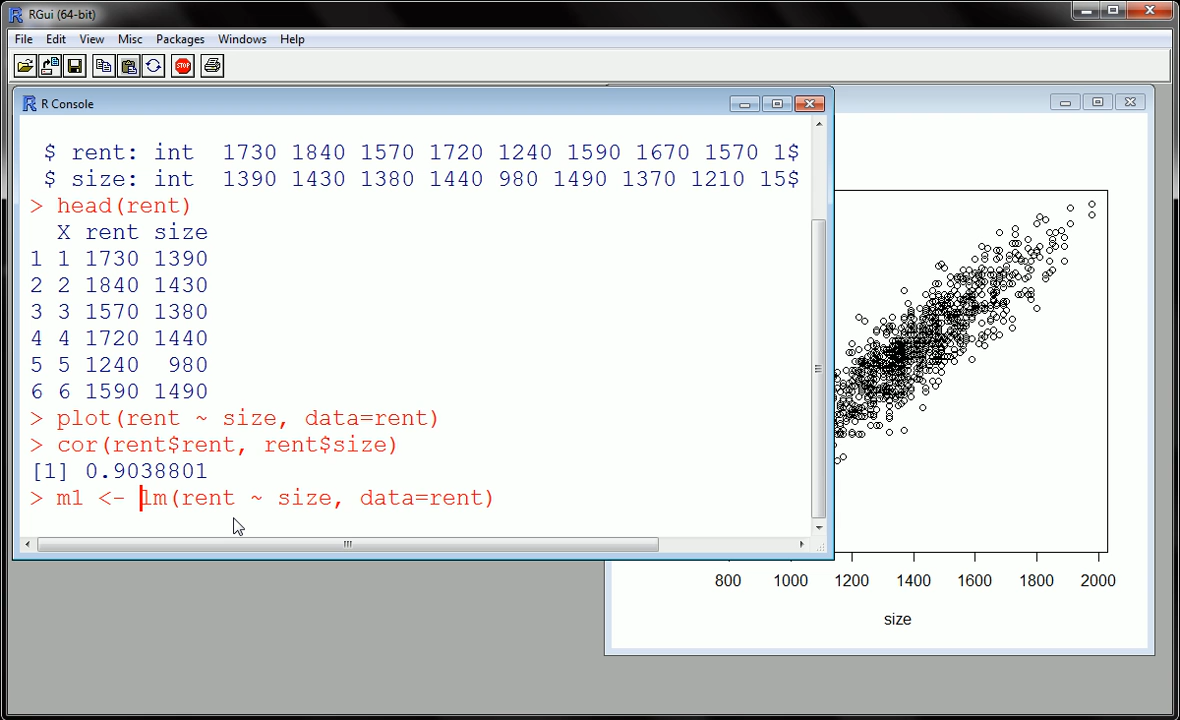 RGui (64-bit)
File Edit View Misc Packages Windows Help
STOP
R Console
$ rent: int 1730 1840 1570 1720 1240 1590 1670 1570 1$
$ size: int 1390 1430 1380 1440 980 1490 1370 1210 15$
> head(rent)
X rent size
1 1 1730 1390
2 2 1840 1430
3 3 1570 1380
4 4 1720 1440
5 5 1240 980
6 6 1590 1490
> plot(rent ~ size, data=rent)
> cor(rent$rent, rent$size)
[1] 0.9038801
> m1 <- lm(rent ~ size, data=rent)
800 1000 1200 1400 1600 1800 2000
size